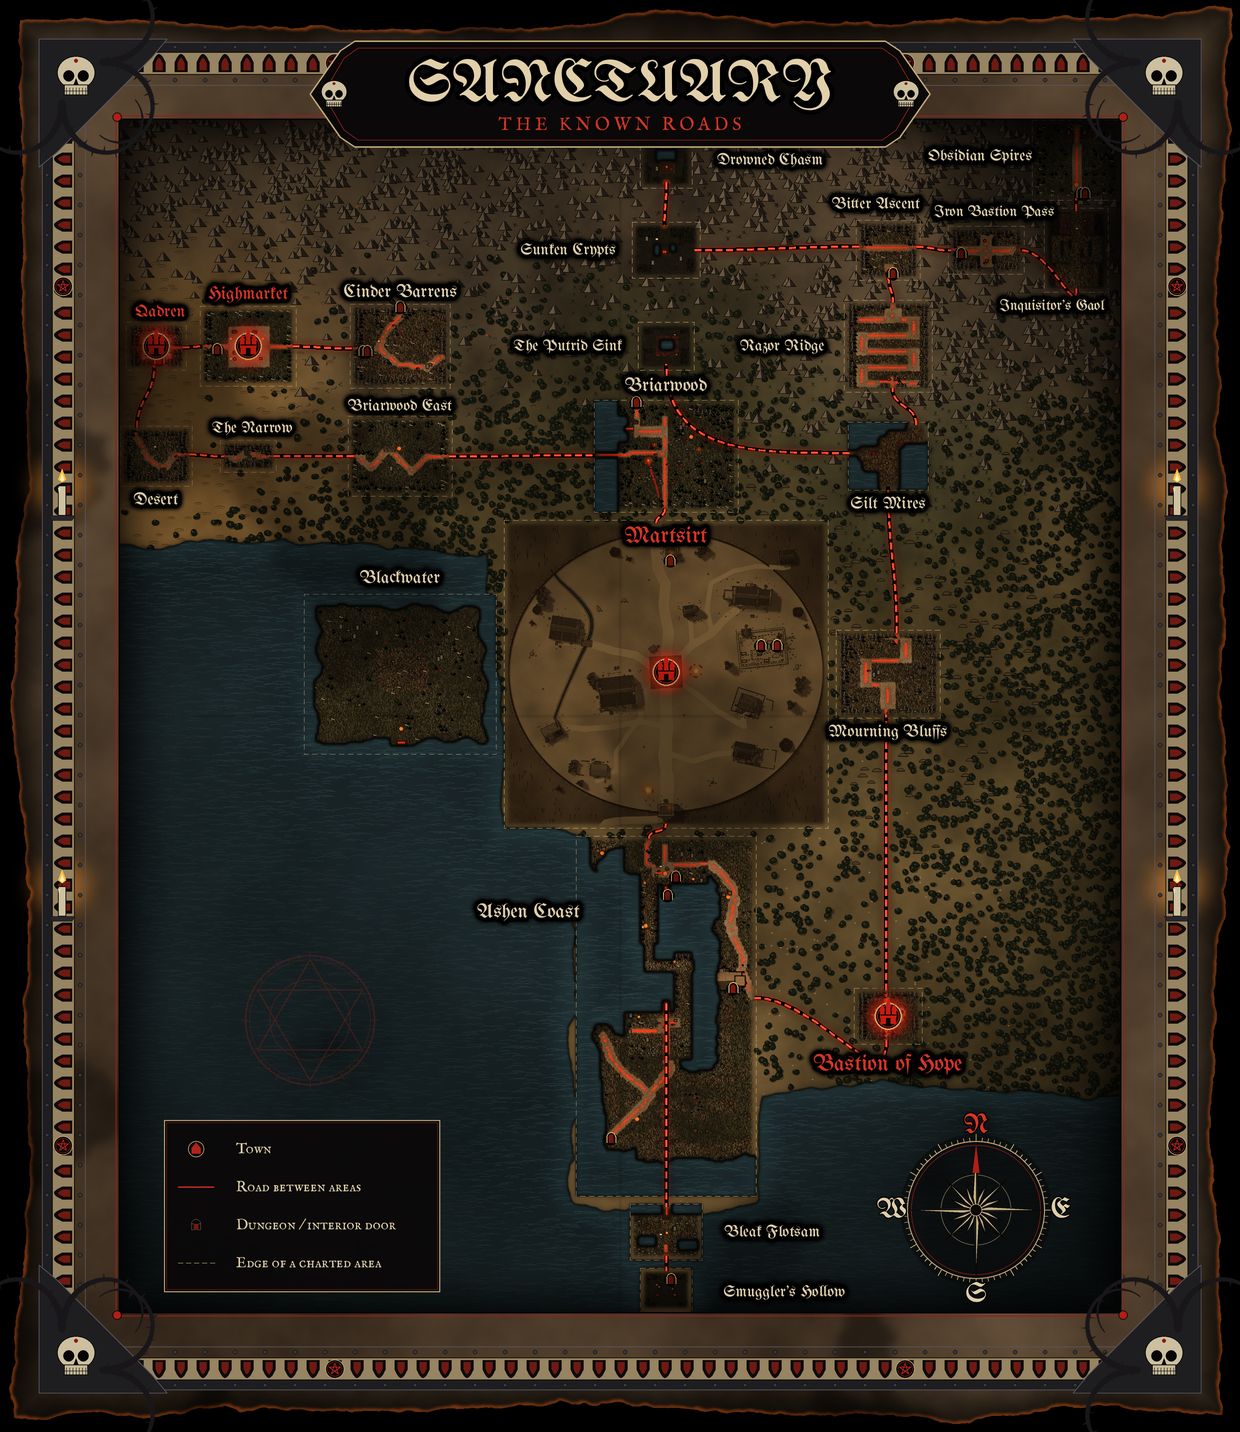 SANCTUARY
THE KNOWN ROADS
Drowned Chasm
Obsidian Spires
Bitter Ascent
Iron Bastion Pass
Sunken Crypts
Inquisitor's Gaol
Cinder Barrens
Highmarket
Qadren
The Putrid Sink
Razor Ridge
Briarwood
Briarwood East
The Narrow
Desert
Silt Mires
Martsirt
Blackwater
Mourning Bluffs
Ashen Coast
Bastion of Hope
Bleak Flotsam
Smuggler's Hollow
Town
Road between areas
Dungeon / interior door
Edge of a charted area
N
W
E
S